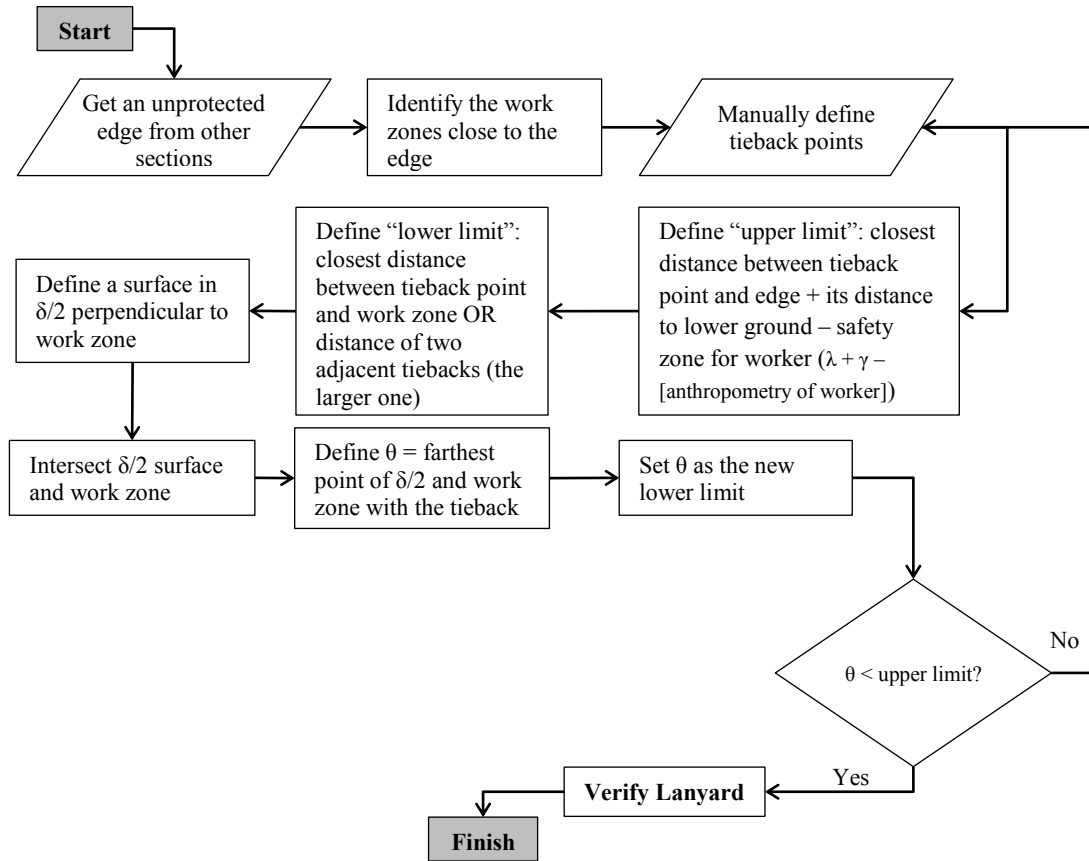 Start
Get an unprotected
edge from other
sections
Identify the work
zones close to the
edge
Manually define
tieback points
Define “upper limit”: closest
distance between tieback
point and edge + its distance
to lower ground – safety
zone for worker (λ + γ –
[anthropometry of worker])
Define “lower limit”:
closest distance
between tieback point
and work zone OR
distance of two
adjacent tiebacks (the
larger one)
Define a surface in
δ/2 perpendicular to
work zone
Intersect δ/2 surface
and work zone
Define θ = farthest
point of δ/2 and work
zone with the tieback
Set θ as the new
lower limit
θ < upper limit?
No
Yes
Verify Lanyard
Finish